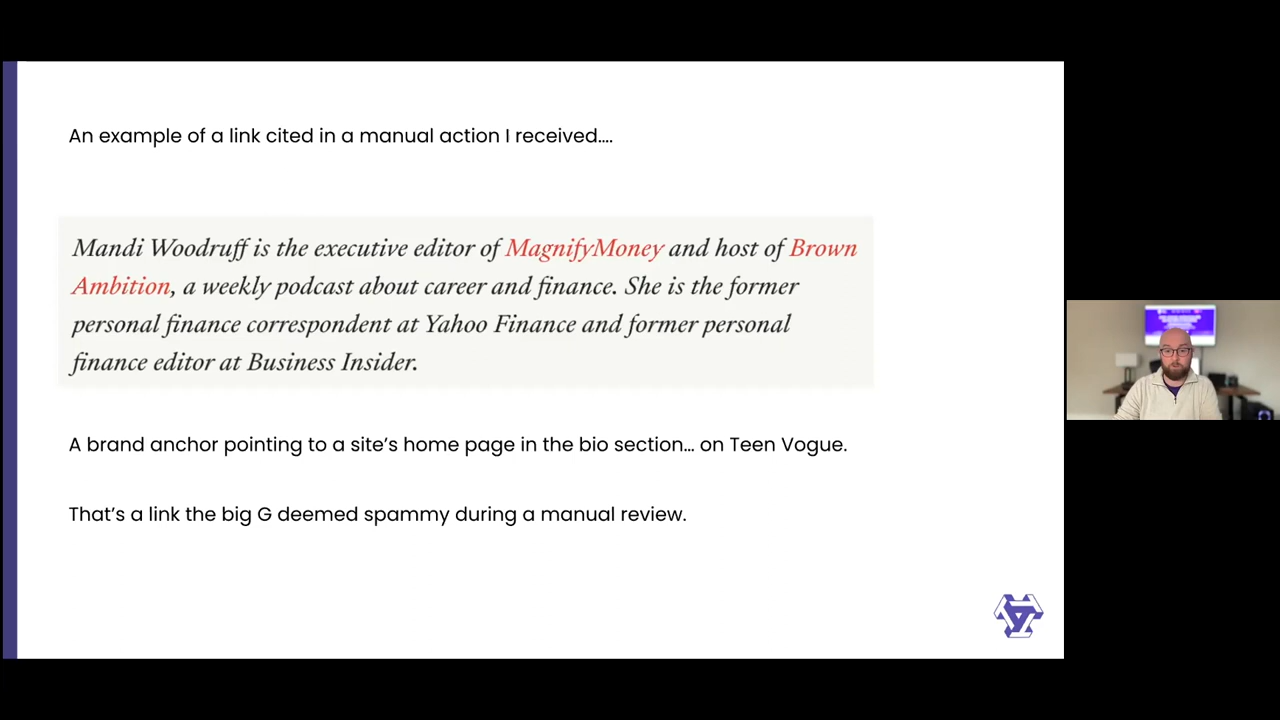 An example of a link cited in a manual action I received....
Mandi Woodruff is the executive editor of MagnifyMoney and host of Brown
Ambition, a weekly podcast about career and finance. She is the former
personal finance correspondent at Yahoo Finance and former personal
finance editor at Business Insider.
A brand anchor pointing to a site’s home page in the bio section… on Teen Vogue.
That’s a link the big G deemed spammy during a manual review.